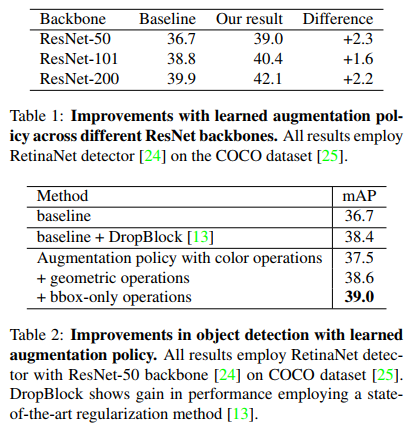 Backbone Baseline Our result Difference
ResNet-50 36.7 39.0 +2.3
ResNet-101 38.8 40.4 +1.6
ResNet-200 39.9 42.1 +2.2
Table 1: Improvements with learned augmentation pol-
icy across different ResNet backbones. All results employ
RetinaNet detector [24] on the COCO dataset [25].
Method mAP
baseline 36.7
baseline + DropBlock [13] 38.4
Augmentation policy with color operations 37.5
+ geometric operations 38.6
+ bbox-only operations 39.0
Table 2: Improvements in object detection with learned
augmentation policy. All results employ RetinaNet detec-
tor with ResNet-50 backbone [24] on COCO dataset [25].
DropBlock shows gain in performance employing a state-
of-the-art regularization method [13].